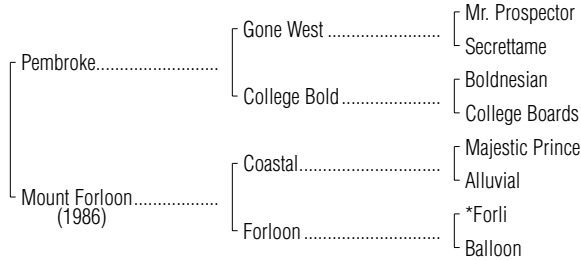 Mr. Prospector
Gone West ....................
Secrettame
Pembroke..........................
Boldnesian
College Bold .................
College Boards
Majestic Prince
Coastal..........................
Alluvial
Mount Forloon..................
(1986)
*Forli
Forloon .........................
Balloon